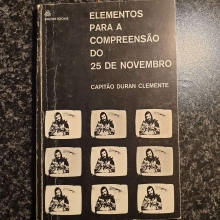 ELEMENTOS
PARA A
COMPREENSÃO
DO
25 DE NOVEMBRO
CAPITÃO DURAN CLEMENTE